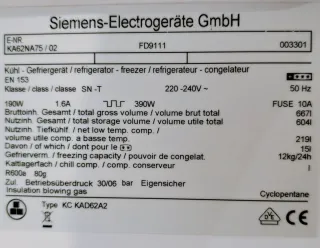 Siemens-Electrogeräte GmbH
E-NR
KA62NA75 / 02 FD9111 003301
Kühl - Gefriergerät / refrigerator - freezer / refrigerateur - congelateur
EN 153
Klasse / class / classe SN -T 220 -240V~ 50 Hz
190W 1.6A 390W FUSE 10A
Bruttoinh. Gesamt / total gross volume / volume brut total 667l
Nutzinh. Gesamt / total storage volume / volume utile total 604l
Nutzinh. Tiefkühl. / net low temp. comp. /
volume utile comp. a basse temp. 219l
Davon / of which / dont pour le 15l
Gefrierverm. / freezing capacity / pouvoir de congelat. 12kg/24h
Kaltlagerfach / chill comp. / comp. conserveur l
R600a 80g
Zul. Betriebsüberdruck 30/06 bar Eigensicher
Insulation blowing gas Cyclopentane
Type KC KAD62A2